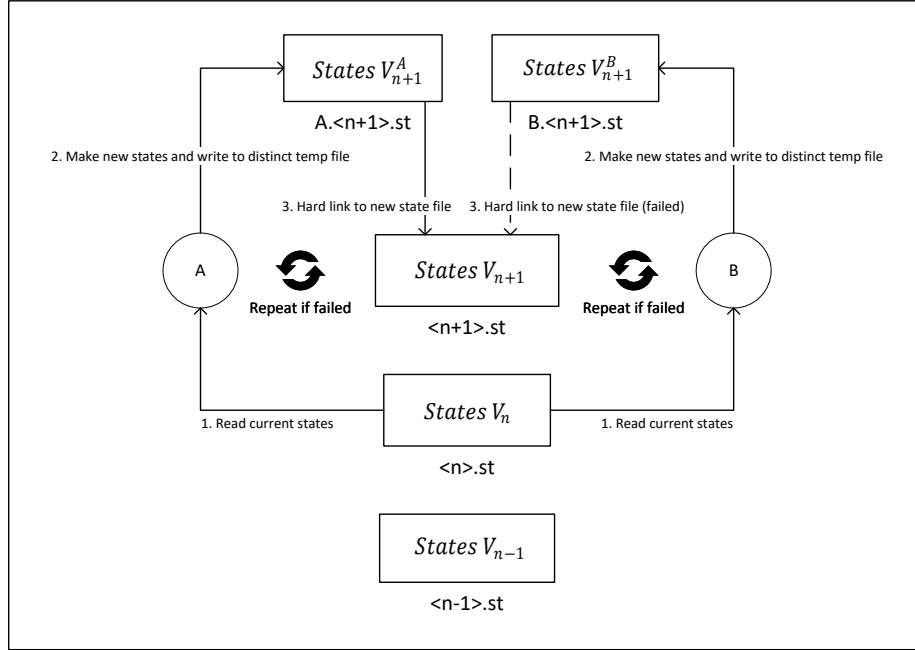 States V_{n+1}^A
States V_{n+1}^B
A.<n+1>.st
B.<n+1>.st
2. Make new states and write to distinct temp file
2. Make new states and write to distinct temp file
3. Hard link to new state file
3. Hard link to new state file (failed)
A
States V_{n+1}
B
Repeat if failed
Repeat if failed
<n+1>.st
States V_n
1. Read current states
1. Read current states
<n>.st
States V_{n-1}
<n-1>.st